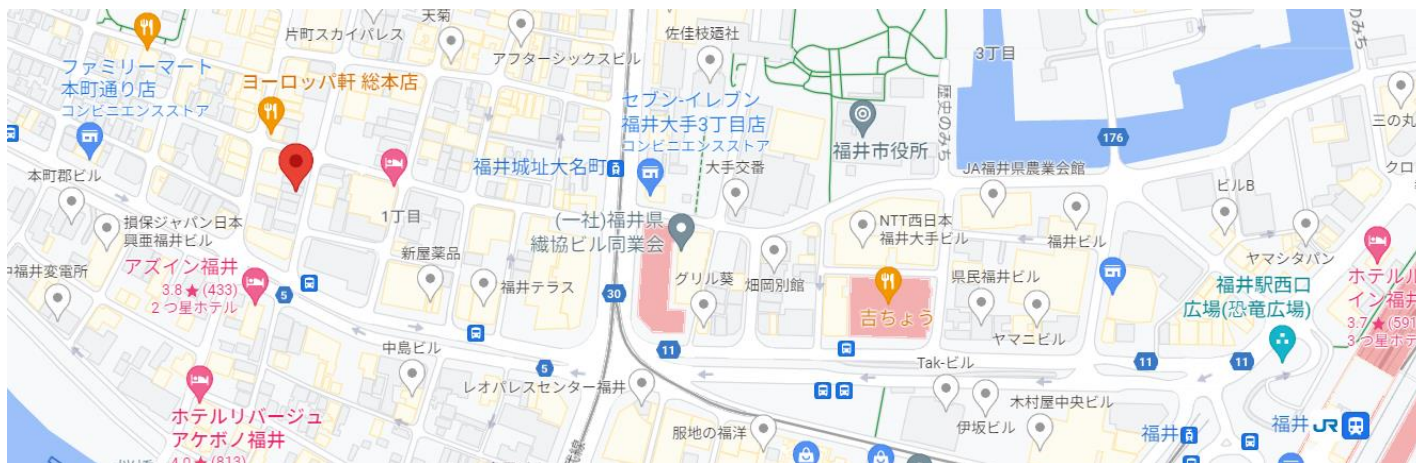 天菊
片町スカイパレス
アフターシックスビル
佐佳枝廼社
3丁目
ファミリーマート
本町通り店
コンビニエンスストア
ヨーロッパ軒 総本店
セブン-イレブン
福井大手3丁目店
コンビニエンスストア
歴史のみち
のみち
176
三の丸
福井市役所
福井城址大名町
大手交番
JA福井県農業会館
クロ
本町郡ビル
1丁目
(一社)福井県
繊協ビル同業会
ビルB
損保ジャパン日本
興亜福井ビル
新屋薬品
NTT西日本
福井大手ビル
福井ビル
ヤマシタパン
中福井変電所
アズイン福井
3.8★(433)
2 つ星ホテル
5
福井テラス
30
グリル葵
畑岡別館
県民福井ビル
福井駅西口
広場(恐竜広場)
ホテルル
イン福井
3.7★(591
3 つ星ホテ
吉ちょう
ヤマニビル
中島ビル
5
11
11
11
Tak-ビル
レオパレスセンター福井
木村屋中央ビル
ホテルリバージュ
アケボノ福井
4.0★(813)
服地の福洋
伊坂ビル
福井
福井 JR